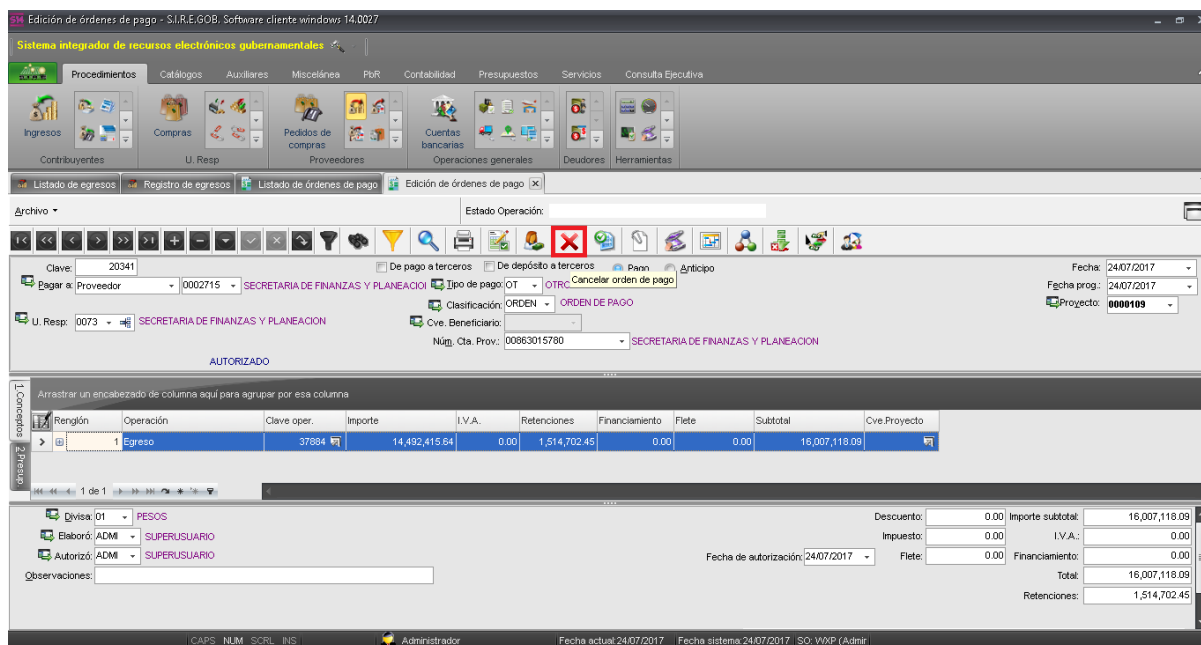 Edición de órdenes de pago - S.I.R.E.GOB. Software cliente windows 14.0027
Sistema integrador de recursos electrónicos gubernamentales
Procedimientos Catálogos Auxiliares Miscelánea PbR Contabilidad Presupuestos Servicios Consulta Ejecutiva
Ingresos Compras Pedidos de compras Cuentas bancarias
Contribuyentes U. Resp Proveedores Operaciones generales Deudores Herramientas
Listado de egresos Registro de egresos Listado de órdenes de pago Edición de órdenes de pago
Archivo Estado Operación:
Clave: 20341 De pago a terceros De depósito a terceros Pago Anticipo Fecha: 24/07/2017
Cancelar orden de pago
Pagar a: Proveedor 0002715 SECRETARIA DE FINANZAS Y PLANEACIOI Tipo de pago: OT OTRO Fecha prog.: 24/07/2017
Clasificación: ORDEN ORDEN DE PAGO Proyecto: 0000109
U. Resp: 0073 SECRETARIA DE FINANZAS Y PLANEACION Cve. Beneficiario:
Núm. Cta. Prov.: 00863015780 SECRETARIA DE FINANZAS Y PLANEACION
AUTORIZADO
1.Conceptos
2.Presup.
Arrastrar un encabezado de columna aquí para agrupar por esa columna
Renglón Operación Clave oper. Importe I.V.A. Retenciones Financiamiento Flete Subtotal Cve.Proyecto
1 Egreso 37884 14,492,415.64 0.00 1,514,702.45 0.00 0.00 16,007,118.09
1 de 1
Divisa: 01 PESOS Descuento: 0.00 Importe subtotal: 16,007,118.09
Elaboró: ADMI SUPERUSUARIO Impuesto: 0.00 I.V.A.: 0.00
Autorizó: ADMI SUPERUSUARIO Fecha de autorización: 24/07/2017 Flete: 0.00 Financiamiento: 0.00
Observaciones: Total: 16,007,118.09
Retenciones: 1,514,702.45
CAPS NUM SCRL INS Administrador Fecha actual:24/07/2017 Fecha sistema:24/07/2017 SO: WXP (Admir